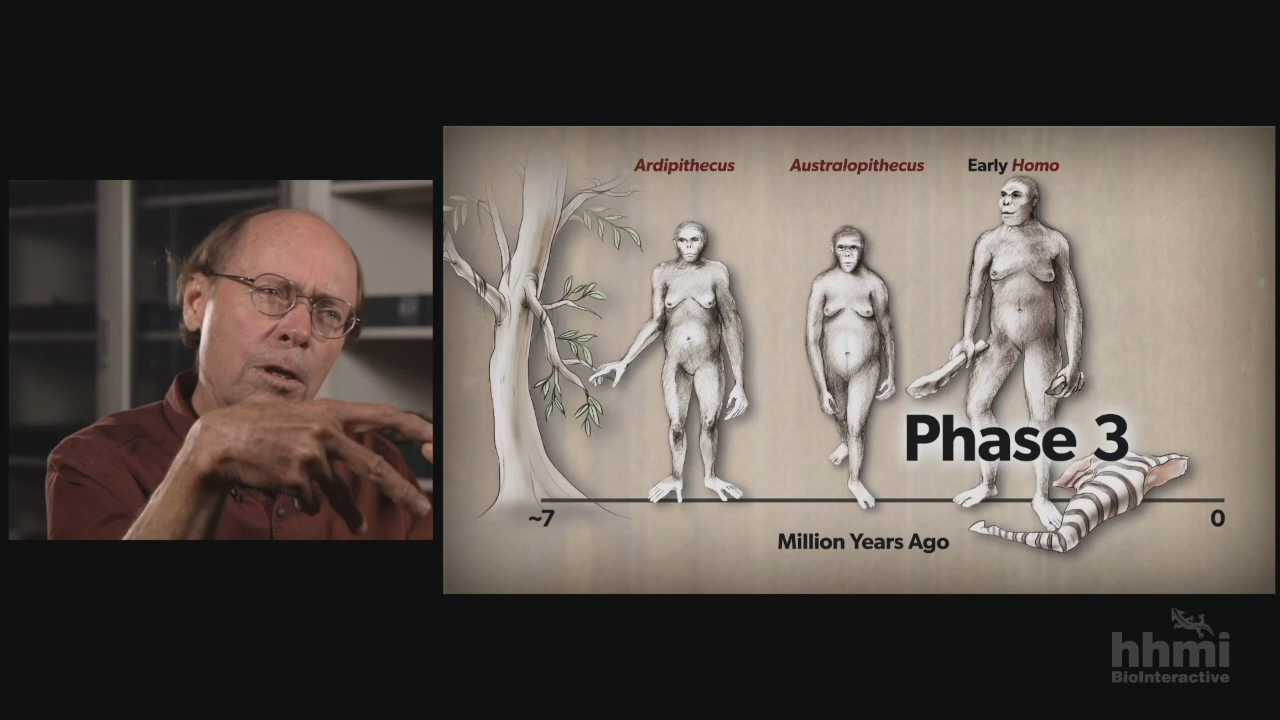 Ardipithecus
Australopithecus
Early Homo
Phase 3
~7
0
Million Years Ago
hhmi
BioInteractive